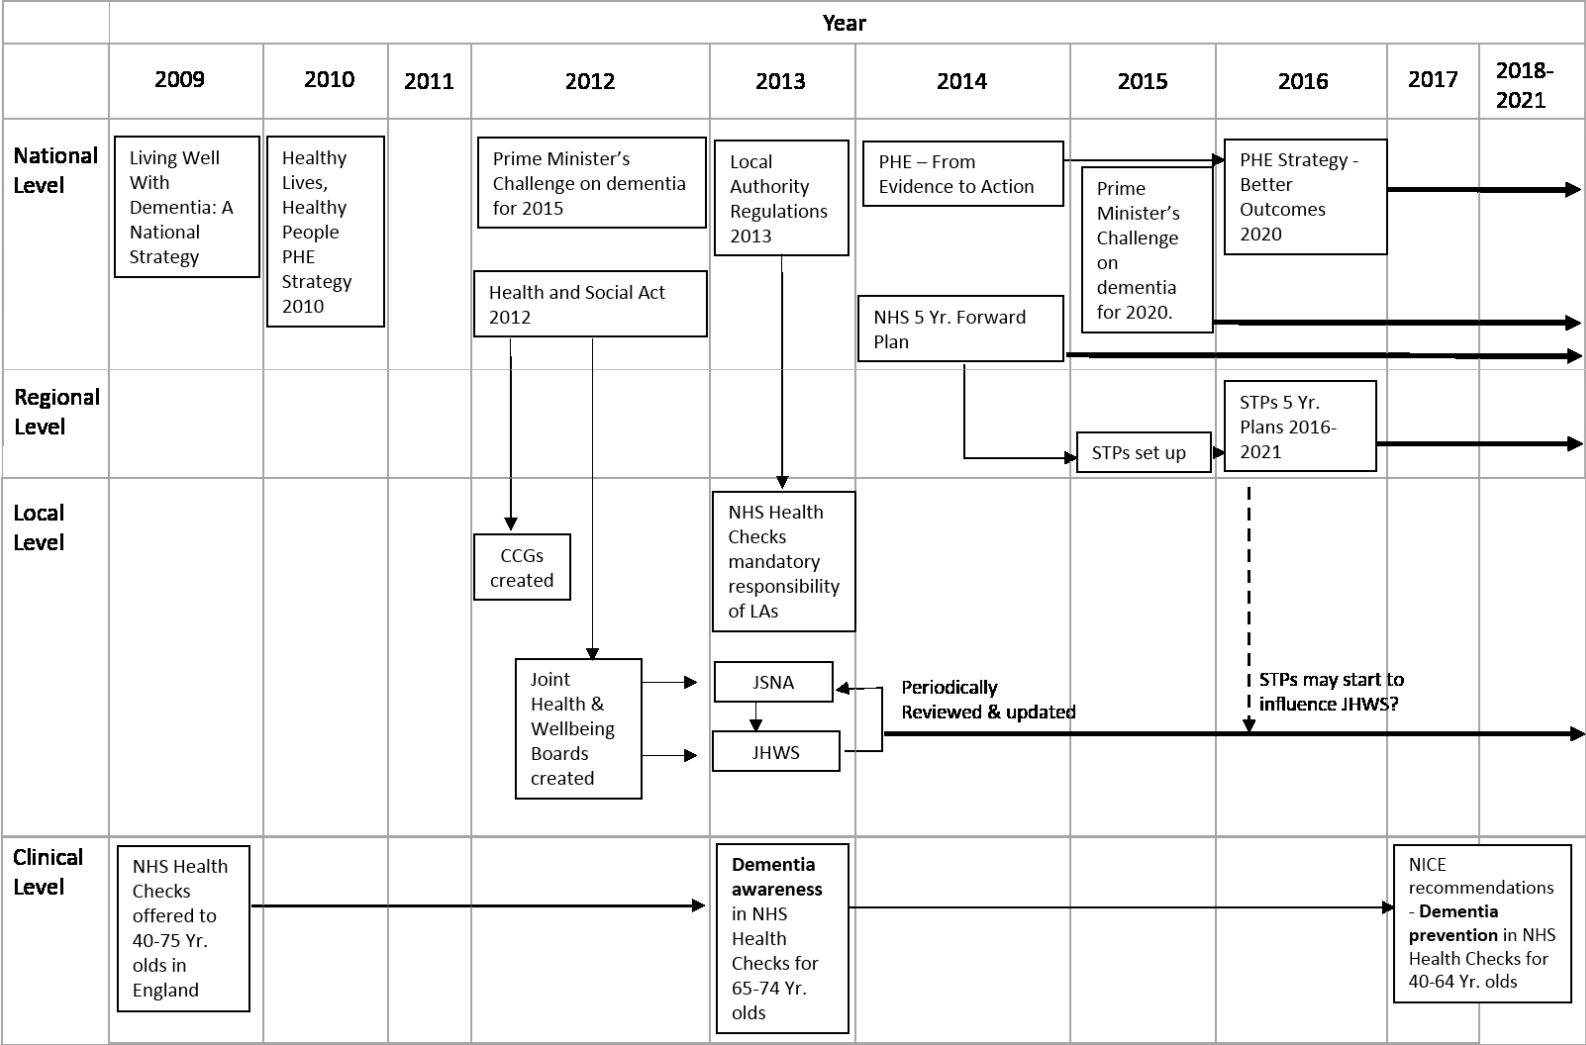 Year
2009
2010
2011
2012
2013
2014
2015
2016
2017
2018-
2021
National
Level
Living Well
With
Dementia: A
National
Strategy
Healthy
Lives,
Healthy
People
PHE
Strategy
2010
Prime Minister’s
Challenge on dementia
for 2015
Health and Social Act
2012
Local
Authority
Regulations
2013
PHE – From
Evidence to Action
NHS 5 Yr. Forward
Plan
Prime
Minister’s
Challenge
on
dementia
for 2020.
PHE Strategy -
Better
Outcomes
2020
Regional
Level
STPs set up
STPs 5 Yr.
Plans 2016-
2021
Local
Level
CCGs
created
Joint
Health &
Wellbeing
Boards
created
NHS Health
Checks
mandatory
responsibility
of LAs
JSNA
JHWS
Periodically
Reviewed & updated
STPs may start to
influence JHWS?
Clinical
Level
NHS Health
Checks
offered to
40-75 Yr.
olds in
England
Dementia
awareness
in NHS
Health
Checks for
65-74 Yr.
olds
NICE
recommendations
- Dementia
prevention in NHS
Health Checks for
40-64 Yr. olds